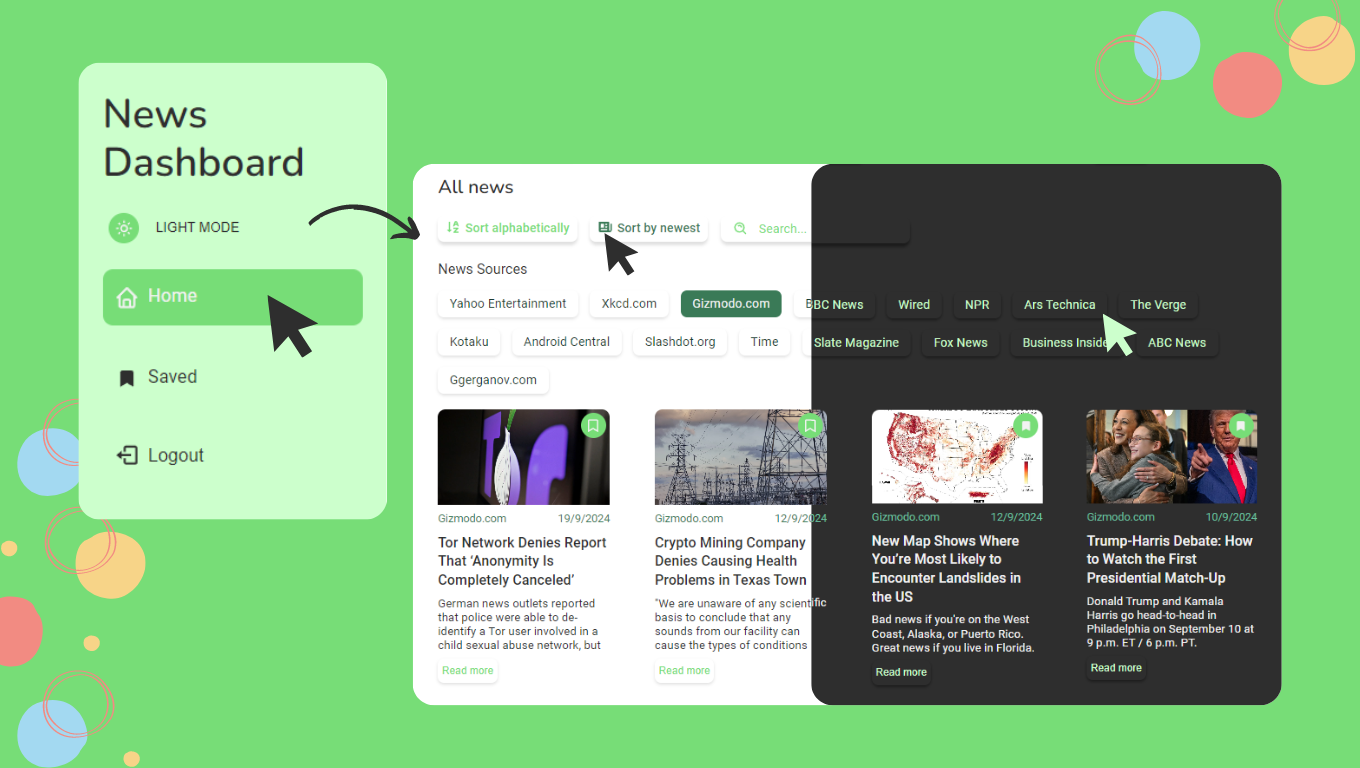 News
Dashboard
LIGHT MODE
Home
Saved
Logout
All news
Sort alphabetically
Sort by newest
Search...
News Sources
Yahoo Entertainment
Xkcd.com
Gizmodo.com
BBC News
Wired
NPR
Ars Technica
The Verge
Kotaku
Android Central
Slashdot.org
Time
Slate Magazine
Fox News
Business Inside
ABC News
Ggerganov.com
Gizmodo.com 19/9/2024
Tor Network Denies Report
That ‘Anonymity Is
Completely Canceled’
German news outlets reported
that police were able to de-
identify a Tor user involved in a
child sexual abuse network, but
Read more
Gizmodo.com 12/9/2024
Crypto Mining Company
Denies Causing Health
Problems in Texas Town
"We are unaware of any scientific
basis to conclude that any
sounds from our facility can
cause the types of conditions
Read more
Gizmodo.com 12/9/2024
New Map Shows Where
You’re Most Likely to
Encounter Landslides in
the US
Bad news if you're on the West
Coast, Alaska, or Puerto Rico.
Great news if you live in Florida.
Read more
Gizmodo.com 10/9/2024
Trump-Harris Debate: How
to Watch the First
Presidential Match-Up
Donald Trump and Kamala
Harris go head-to-head in
Philadelphia on September 10 at
9 p.m. ET / 6 p.m. PT.
Read more